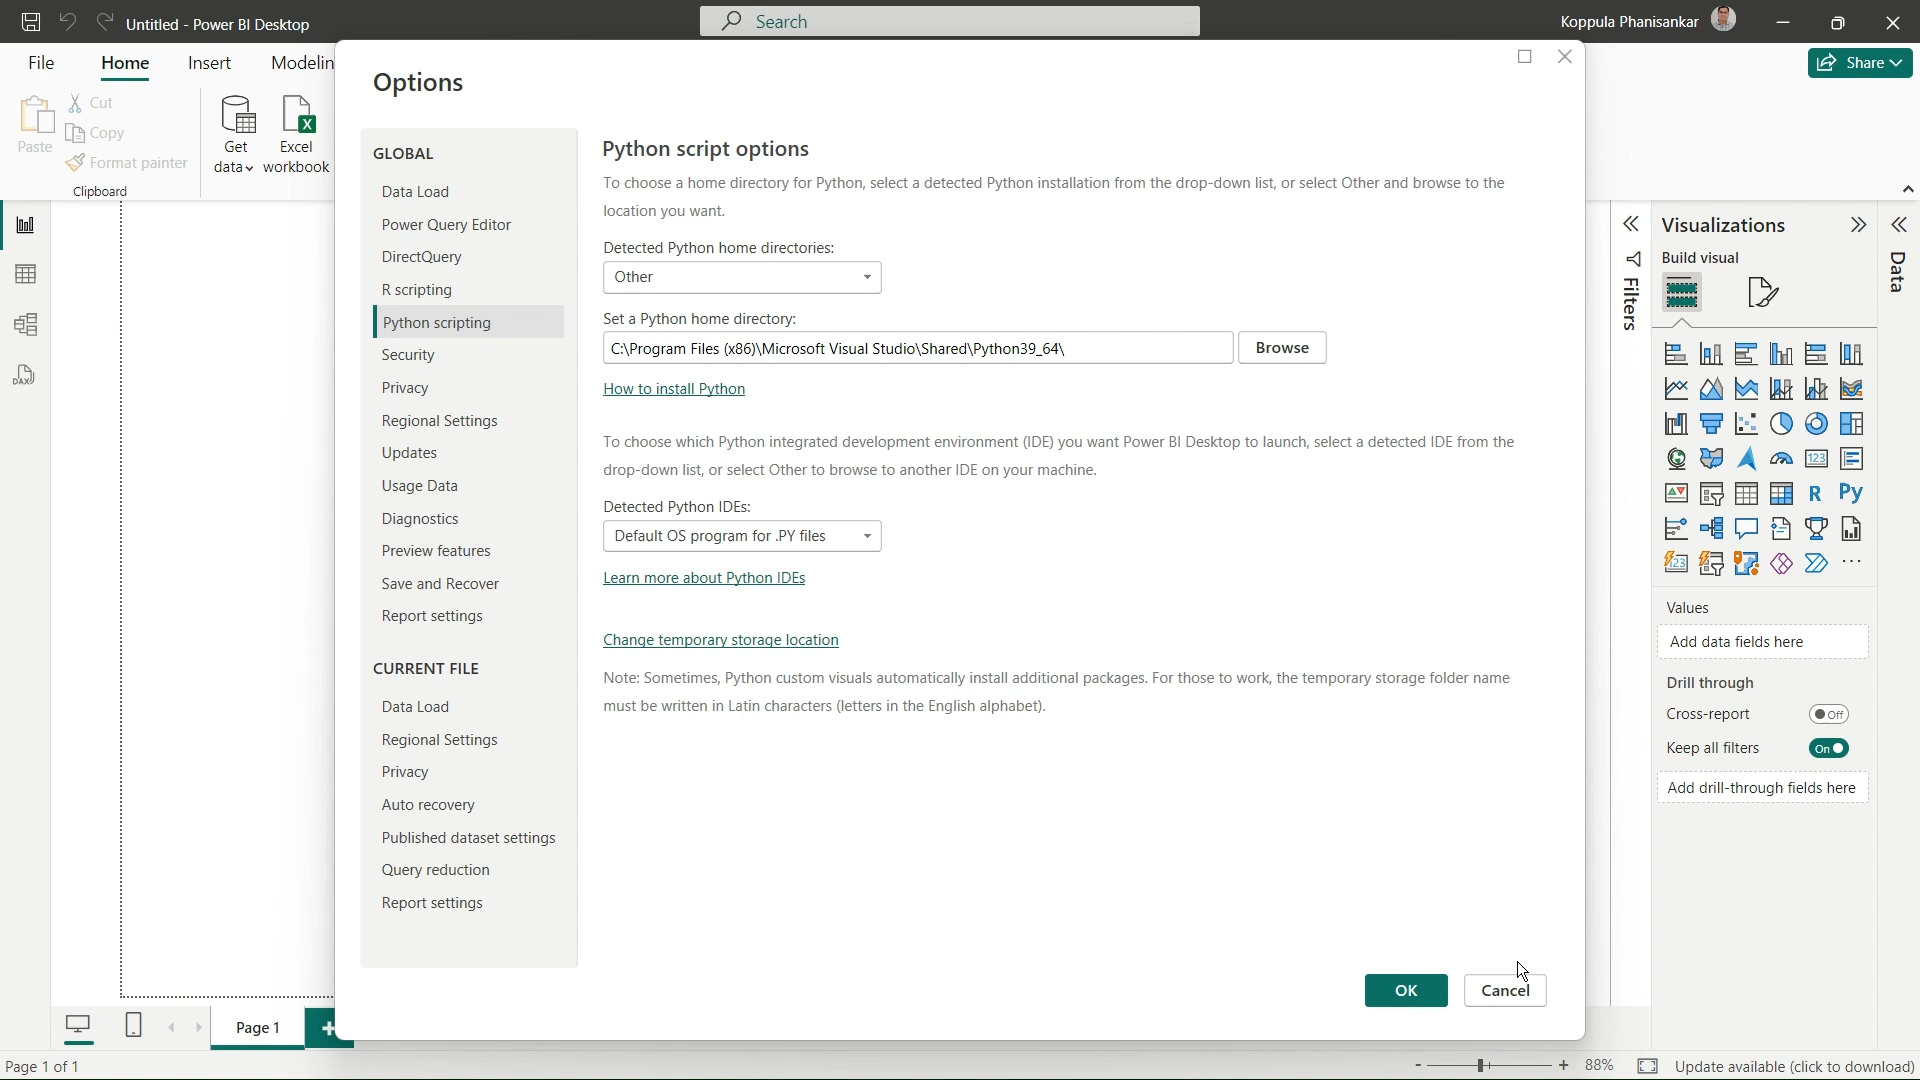 Untitled - Power BI Desktop
Search
Koppula Phanisankar
File
Home
Insert
Modelin
Share
Paste
Cut
Copy
Format painter
Clipboard
Get
data
Excel
workbook
Options
GLOBAL
Data Load
Power Query Editor
DirectQuery
R scripting
Python scripting
Security
Privacy
Regional Settings
Updates
Usage Data
Diagnostics
Preview features
Save and Recover
Report settings
CURRENT FILE
Data Load
Regional Settings
Privacy
Auto recovery
Published dataset settings
Query reduction
Report settings
Python script options
To choose a home directory for Python, select a detected Python installation from the drop-down list, or select Other and browse to the
location you want.
Detected Python home directories:
Other
Set a Python home directory:
C:\Program Files (x86)\Microsoft Visual Studio\Shared\Python39_64\
Browse
How to install Python
To choose which Python integrated development environment (IDE) you want Power BI Desktop to launch, select a detected IDE from the
drop-down list, or select Other to browse to another IDE on your machine.
Detected Python IDEs:
Default OS program for .PY files
Learn more about Python IDEs
Change temporary storage location
Note: Sometimes, Python custom visuals automatically install additional packages. For those to work, the temporary storage folder name
must be written in Latin characters (letters in the English alphabet).
OK
Cancel
Filters
Visualizations
Build visual
123
R
Py
123
Values
Add data fields here
Drill through
Cross-report
Off
Keep all filters
On
Add drill-through fields here
Data
DAX
Page 1
Page 1 of 1
88%
Update available (click to download)